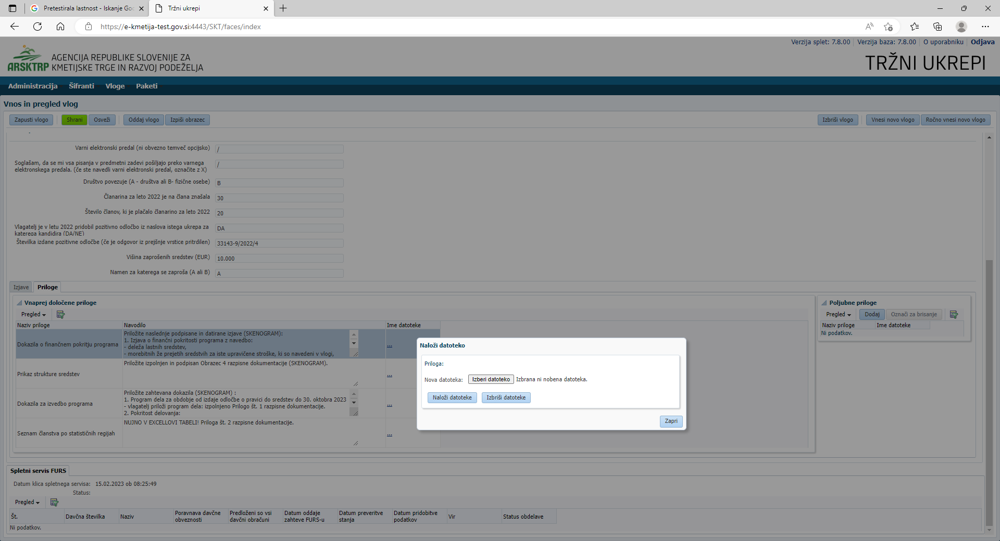 Pretestirala lastnost - Iskanje Goo
Tržni ukrepi
https://e-kmetija-test.gov.si:4443/SKT/faces/index
Verzija splet: 7.8.00
Verzija baza: 7.8.00
O uporabniku
Odjava
ARSKTRP
AGENCIJA REPUBLIKE SLOVENIJE ZA
KMETIJSKE TRGE IN RAZVOJ PODEŽELJA
TRŽNI UKREPI
Administracija
Šifranti
Vloge
Paketi
Vnos in pregled vlog
Zapusti vlogo
Shrani
Osveži
Oddaj vlogo
Izpiši obrazec
Izbriši vlogo
Vnesi novo vlogo
Ročno vnesi novo vlogo
Varni elektronski predal (ni obvezno temveč opcijsko)
/
Soglašam, da se mi vsa pisanja v predmetni zadevi pošiljajo preko varnega
elektronskega predala. (če ste navedli varni elektronski predal, označite z X)
/
Društvo povezuje (A - društva ali B- fizične osebe)
B
Članarina za leto 2022 je na člana znašala
30
Število članov, ki je plačalo članarino za leto 2022
20
Vlagatelj je v letu 2022 pridobil pozitivno odločbo iz naslova istega ukrepa za
katerega kandidira (DA/NE)
DA
Številka izdane pozitivne odločbe (če je odgovor iz prejšnje vrstice pritrdilen)
33143-9/2022/4
Višina zaprošenih sredstev (EUR)
10.000
Namen za katerega se zaproša (A ali B)
A
Izjave
Priloge
Vnaprej določene priloge
Pregled
Naziv priloge
Navodilo
Ime datoteke
Dokazila o finančnem pokritju programa
Priložite naslednje podpisane in datirane izjave (SKENOGRAM):
1. Izjava o finančni pokritosti programa z navedbo:
- deleža lastnih sredstev,
- morebitnih že prejetih sredstvih za iste upravičene stroške, ki so navedeni v vlogi,
...
Prikaz strukture sredstev
Priložite izpolnjen in podpisan Obrazec 4 razpisne dokumentacije (SKENOGRAM).
...
Dokazila za izvedbo programa
Priložite zahtevana dokazila (SKENOGRAM) :
1. Program dela za obdobje od izdaje odločbe o pravici do sredstev do 30. oktobra 2023
- vlagatelj priloži program dela: izpolnjeno Prilogo št. 1 razpisne dokumentacije.
2. Pokritost delovanja:
...
Seznam članstva po statističnih regijah
NUJNO V EXCELLOVI TABELI! Priloga št. 2 razpisne dokumentacije.
...
Poljubne priloge
Pregled
Dodaj
Označi za brisanje
Naziv priloge
Ime datoteke
Ni podatkov.
Naloži datoteko
Priloga:
Nova datoteka:
Izberi datoteko
Izbrana ni nobena datoteka.
Naloži datoteke
Izbriši datoteke
Zapri
Spletni servis FURS
Datum klica spletnega servisa: 15.02.2023 ob 08:25:49
Status:
Pregled
Št.
Davčna številka
Naziv
Poravnava davčne
obveznosti
Predloženi so vsi
davčni obračuni
Datum oddaje
zahteve FURS-u
Datum preveritve
stanja
Datum pridobitve
podatkov
Vir
Status obdelave
Ni podatkov.